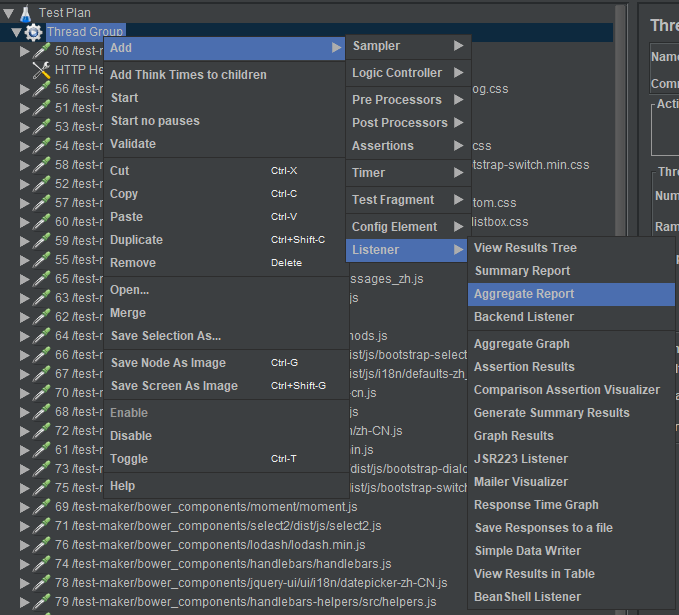 Test Plan
Thread Group
50 /test-r
HTTP He
56 /test-r
51 /test-r
53 /test-r
54 /test-r
58 /test-r
52 /test-r
57 /test-r
60 /test-r
59 /test-r
55 /test-r
65 /test-r
63 /test-r
62 /test-r
64 /test-r
66 /test-r
67 /test-r
70 /test-r
68 /test-r
72 /test-r
61 /test-r
73 /test-r
75 /test-r
69 /test-maker/bower_components/moment/moment.js
71 /test-maker/bower_components/select2/dist/js/select2.js
76 /test-maker/bower_components/lodash/lodash.min.js
74 /test-maker/bower_components/handlebars/handlebars.js
78 /test-maker/bower_components/jquery-ui/ui/i18n/datepicker-zh-CN.js
79 /test-maker/bower_components/handlebars-helpers/src/helpers.js
Add
Add Think Times to children
Start
Start no pauses
Validate
Cut Ctrl-X
Copy Ctrl-C
Paste Ctrl-V
Duplicate Ctrl+Shift-C
Remove Delete
Open...
Merge
Save Selection As...
Save Node As Image Ctrl-G
Save Screen As Image Ctrl+Shift-G
Enable
Disable
Toggle Ctrl-T
Help
Sampler
Logic Controller
Pre Processors
Post Processors
Assertions
Timer
Test Fragment
Config Element
Listener
og.css
css
tstrap-switch.min.css
tom.css
listbox.css
ssages_zh.js
js
nods.js
dist/js/bootstrap-select
dist/js/i18n/defaults-zh_
-cn.js
js
n/zh-CN.js
in.js
dist/js/bootstrap-dialo
dist/js/bootstrap-switc
View Results Tree
Summary Report
Aggregate Report
Backend Listener
Aggregate Graph
Assertion Results
Comparison Assertion Visualizer
Generate Summary Results
Graph Results
JSR223 Listener
Mailer Visualizer
Response Time Graph
Save Responses to a file
Simple Data Writer
View Results in Table
BeanShell Listener
Thre
Name
Comr
Acti
Thre
Num
Ram